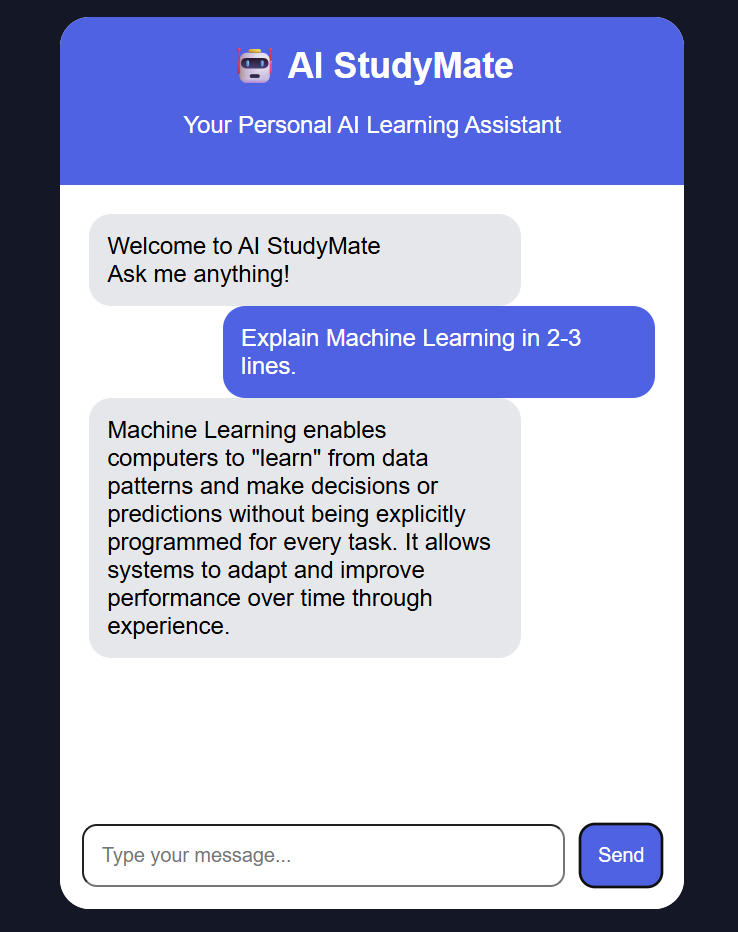 AI StudyMate
Your Personal AI Learning Assistant
Welcome to AI StudyMate
Ask me anything!
Explain Machine Learning in 2-3
lines.
Machine Learning enables
computers to "learn" from data
patterns and make decisions or
predictions without being explicitly
programmed for every task. It allows
systems to adapt and improve
performance over time through
experience.
Type your message...
Send